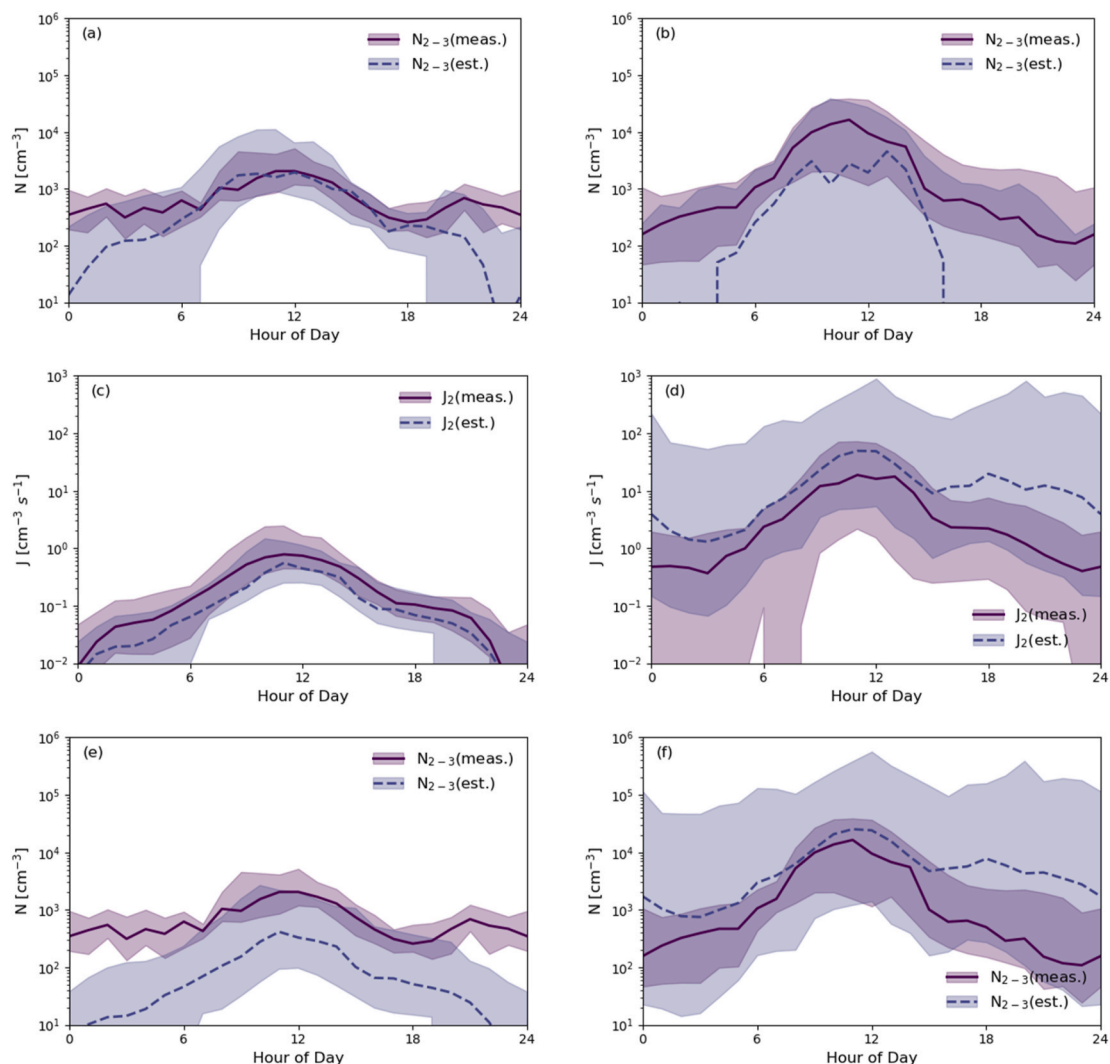 (a)
N₂₋₃(meas.)
N₂₋₃(est.)
N [cm⁻³]
10⁶
10⁵
10⁴
10³
10²
10¹
0 6 12 18 24
Hour of Day
(b)
N₂₋₃(meas.)
N₂₋₃(est.)
N [cm⁻³]
10⁶
10⁵
10⁴
10³
10²
10¹
0 6 12 18 24
Hour of Day
(c)
J₂(meas.)
J₂(est.)
J [cm⁻³ s⁻¹]
10³
10²
10¹
10⁰
10⁻¹
10⁻²
0 6 12 18 24
Hour of Day
(d)
J₂(meas.)
J₂(est.)
J [cm⁻³ s⁻¹]
10³
10²
10¹
10⁰
10⁻¹
10⁻²
0 6 12 18 24
Hour of Day
(e)
N₂₋₃(meas.)
N₂₋₃(est.)
N [cm⁻³]
10⁶
10⁵
10⁴
10³
10²
10¹
0 6 12 18 24
Hour of Day
(f)
N₂₋₃(meas.)
N₂₋₃(est.)
N [cm⁻³]
10⁶
10⁵
10⁴
10³
10²
10¹
0 6 12 18 24
Hour of Day